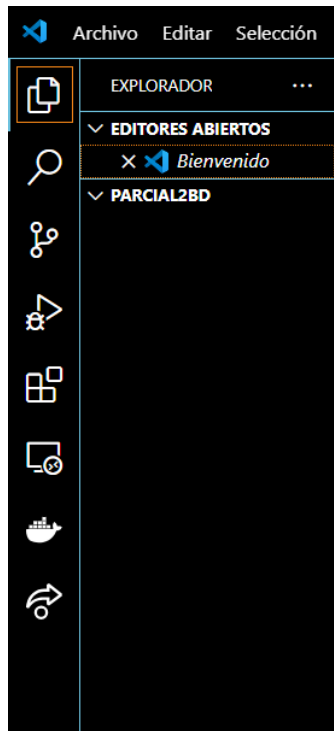 Archivo Editar Selección
EXPLORADOR ...
EDITORES ABIERTOS
Bienvenido
PARCIAL2BD